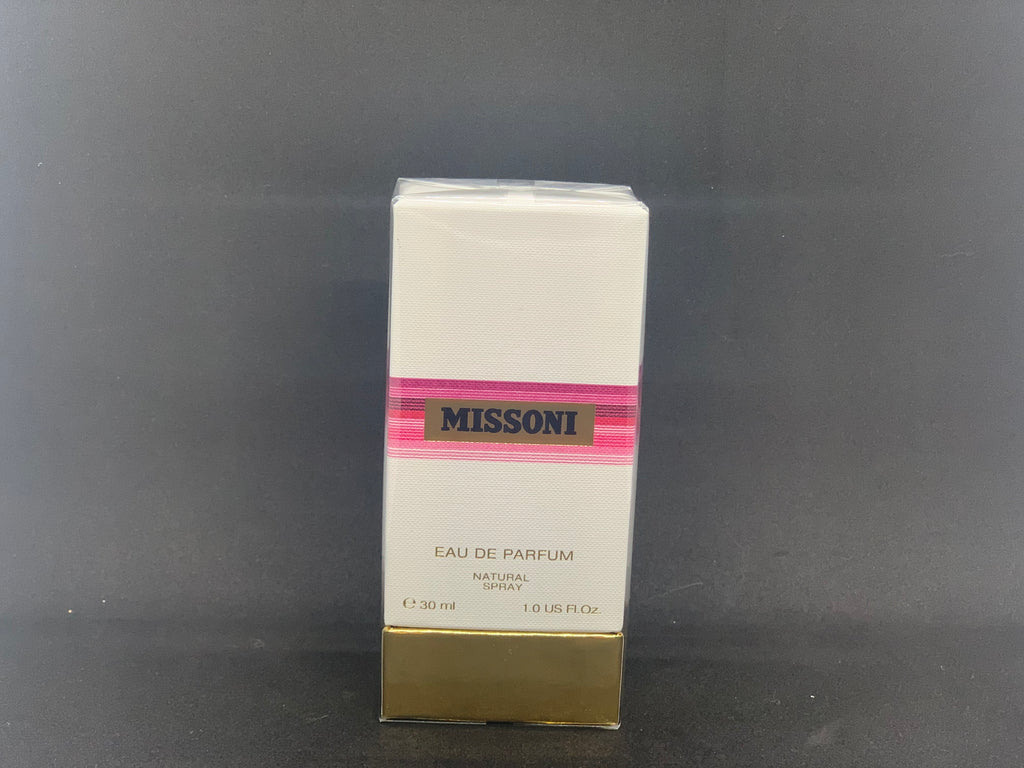 MISSONI
EAU DE PARFUM
NATURAL
SPRAY
℮ 30 ml 1.0 US Fl.Oz.